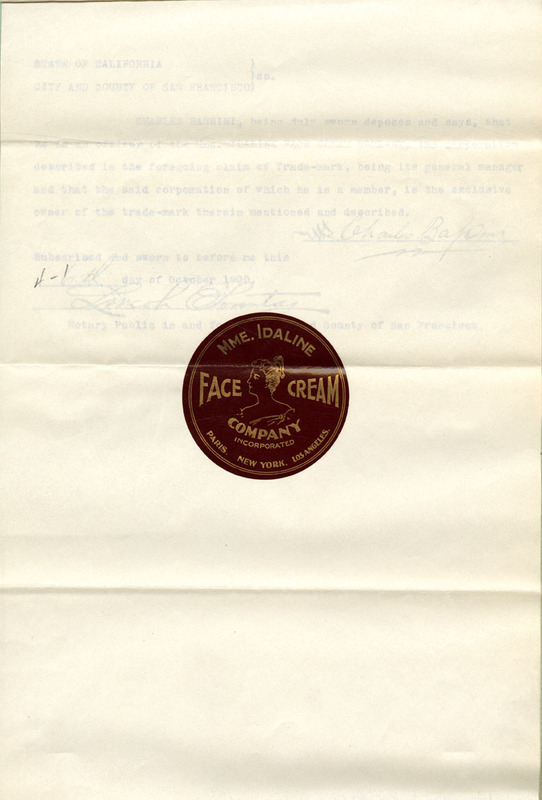 STATE OF CALIFORNIA )
)ss.
CITY AND COUNTY OF SAN FRANCISCO)
CHARLES, being duly sworn deposes and says, that
he is
described in the foregoing claim of Trade-mark, being its general manager
and that the said corporation of which he is a member, is the exclusive
owner of the trade-mark therein mentioned and described.
Charles
Subscribed and sworn to before me this
day of October
Notary Public in and County of San Francisco.
MME. IDALINE
FACE CREAM
COMPANY
INCORPORATED
PARIS. NEW YORK. LOS ANGELES.